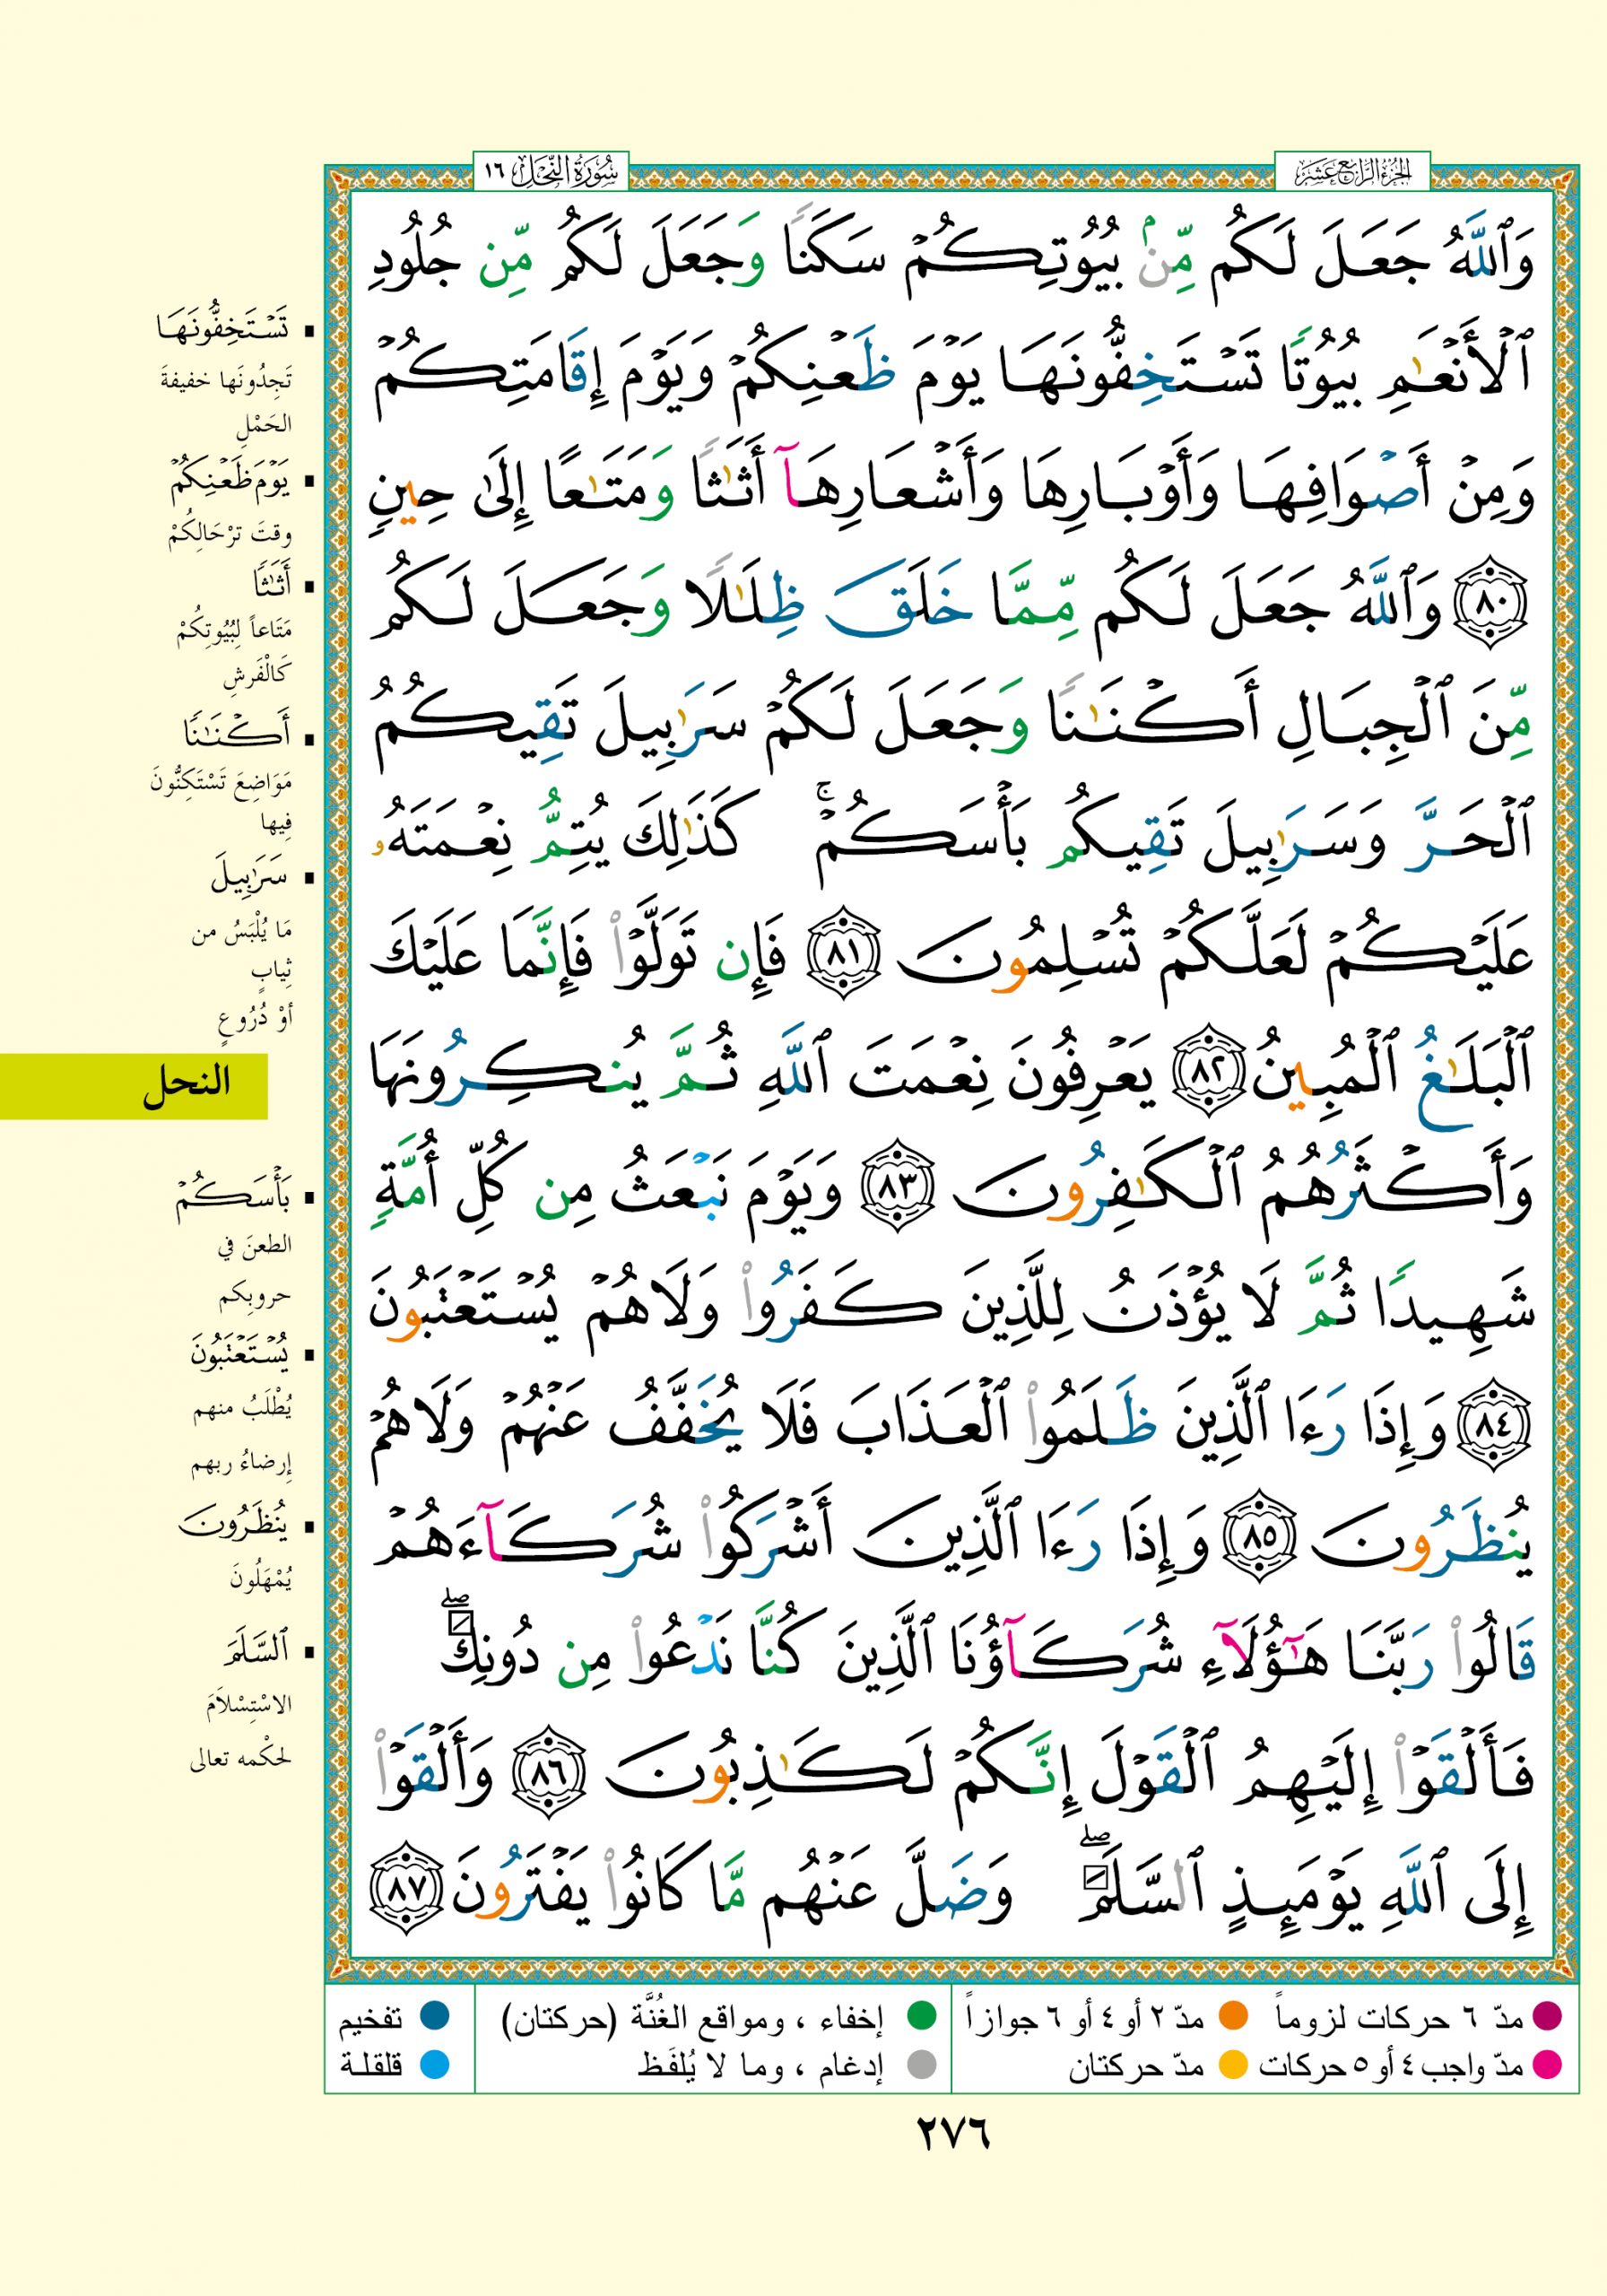 الجزء الرابع عشر
سورة النحل ١٦
وَٱللَّهُ جَعَلَ لَكُم مِّنۢ بُيُوتِكُمْ سَكَنًا وَجَعَلَ لَكُم مِّن جُلُودِ
ٱلْأَنْعَٰمِ بُيُوتًا تَسْتَخِفُّونَهَا يَوْمَ ظَعْنِكُمْ وَيَوْمَ إِقَامَتِكُمْ
وَمِنْ أَصْوَافِهَا وَأَوْبَارِهَا وَأَشْعَارِهَآ أَثَٰثًا وَمَتَٰعًا إِلَىٰ حِينٍ
٨٠ وَٱللَّهُ جَعَلَ لَكُم مِّمَّا خَلَقَ ظِلَٰلًا وَجَعَلَ لَكُم
مِّنَ ٱلْجِبَالِ أَكْنَٰنًا وَجَعَلَ لَكُمْ سَرَٰبِيلَ تَقِيكُمُ
ٱلْحَرَّ وَسَرَٰبِيلَ تَقِيكُم بَأْسَكُمْ ۚ كَذَٰلِكَ يُتِمُّ نِعْمَتَهُۥ
عَلَيْكُمْ لَعَلَّكُمْ تُسْلِمُونَ ٨١ فَإِن تَوَلَّوْا۟ فَإِنَّمَا عَلَيْكَ
ٱلْبَلَٰغُ ٱلْمُبِينُ ٨٢ يَعْرِفُونَ نِعْمَتَ ٱللَّهِ ثُمَّ يُنكِرُونَهَا
وَأَكْثَرُهُمُ ٱلْكَٰفِرُونَ ٨٣ وَيَوْمَ نَبْعَثُ مِن كُلِّ أُمَّةٍ
شَهِيدًا ثُمَّ لَا يُؤْذَنُ لِلَّذِينَ كَفَرُوا۟ وَلَا هُمْ يُسْتَعْتَبُونَ
٨٤ وَإِذَا رَءَا ٱلَّذِينَ ظَلَمُوا۟ ٱلْعَذَابَ فَلَا يُخَفَّفُ عَنْهُمْ وَلَا هُمْ
يُنظَرُونَ ٨٥ وَإِذَا رَءَا ٱلَّذِينَ أَشْرَكُوا۟ شُرَكَآءَهُمْ
قَالُوا۟ رَبَّنَا هَٰٓؤُلَآءِ شُرَكَآؤُنَا ٱلَّذِينَ كُنَّا نَدْعُوا۟ مِن دُونِكَ ۖ
فَأَلْقَوْا۟ إِلَيْهِمُ ٱلْقَوْلَ إِنَّكُمْ لَكَٰذِبُونَ ٨٦ وَأَلْقَوْا۟
إِلَى ٱللَّهِ يَوْمَئِذٍ ٱلسَّلَمَ ۖ وَضَلَّ عَنْهُم مَّا كَانُوا۟ يَفْتَرُونَ ٨٧
▪ تَسْتَخِفُّونَهَا
تَجِدُونَها خفيفةَ
الحَمْلِ
▪ يَوْمَ ظَعْنِكُمْ
وقتَ ترْحَالِكُمْ
▪ أَثَٰثًا
مَتَاعاً لِبُيُوتِكُمْ
كَالْفَرشِ
▪ أَكْنَٰنًا
مَوَاضِعَ تَسْتَكِنُّونَ
فِيها
▪ سَرَٰبِيلَ
مَا يُلْبَسُ من
ثِيابٍ
أوْ دُرُوعٍ
النحل
▪ بَأْسَكُمْ
الطعنَ في
حروبِكم
▪ يُسْتَعْتَبُونَ
يُطْلَبُ منهم
إرضاءُ ربهم
▪ يُنظَرُونَ
يُمْهَلُونَ
▪ ٱلسَّلَمَ
الاسْتِسْلاَمَ
لحكْمه تعالى
مدّ ٦ حركات لزوماً مدّ ٢ أو ٤ أو ٦ جوازاً إخفاء ، ومواقع الغُنَّة (حركتان) تفخيم
مدّ واجب ٤ أو ٥ حركات مدّ حركتان إدغام ، وما لا يُلفَظ قلقلة
٢٧٦